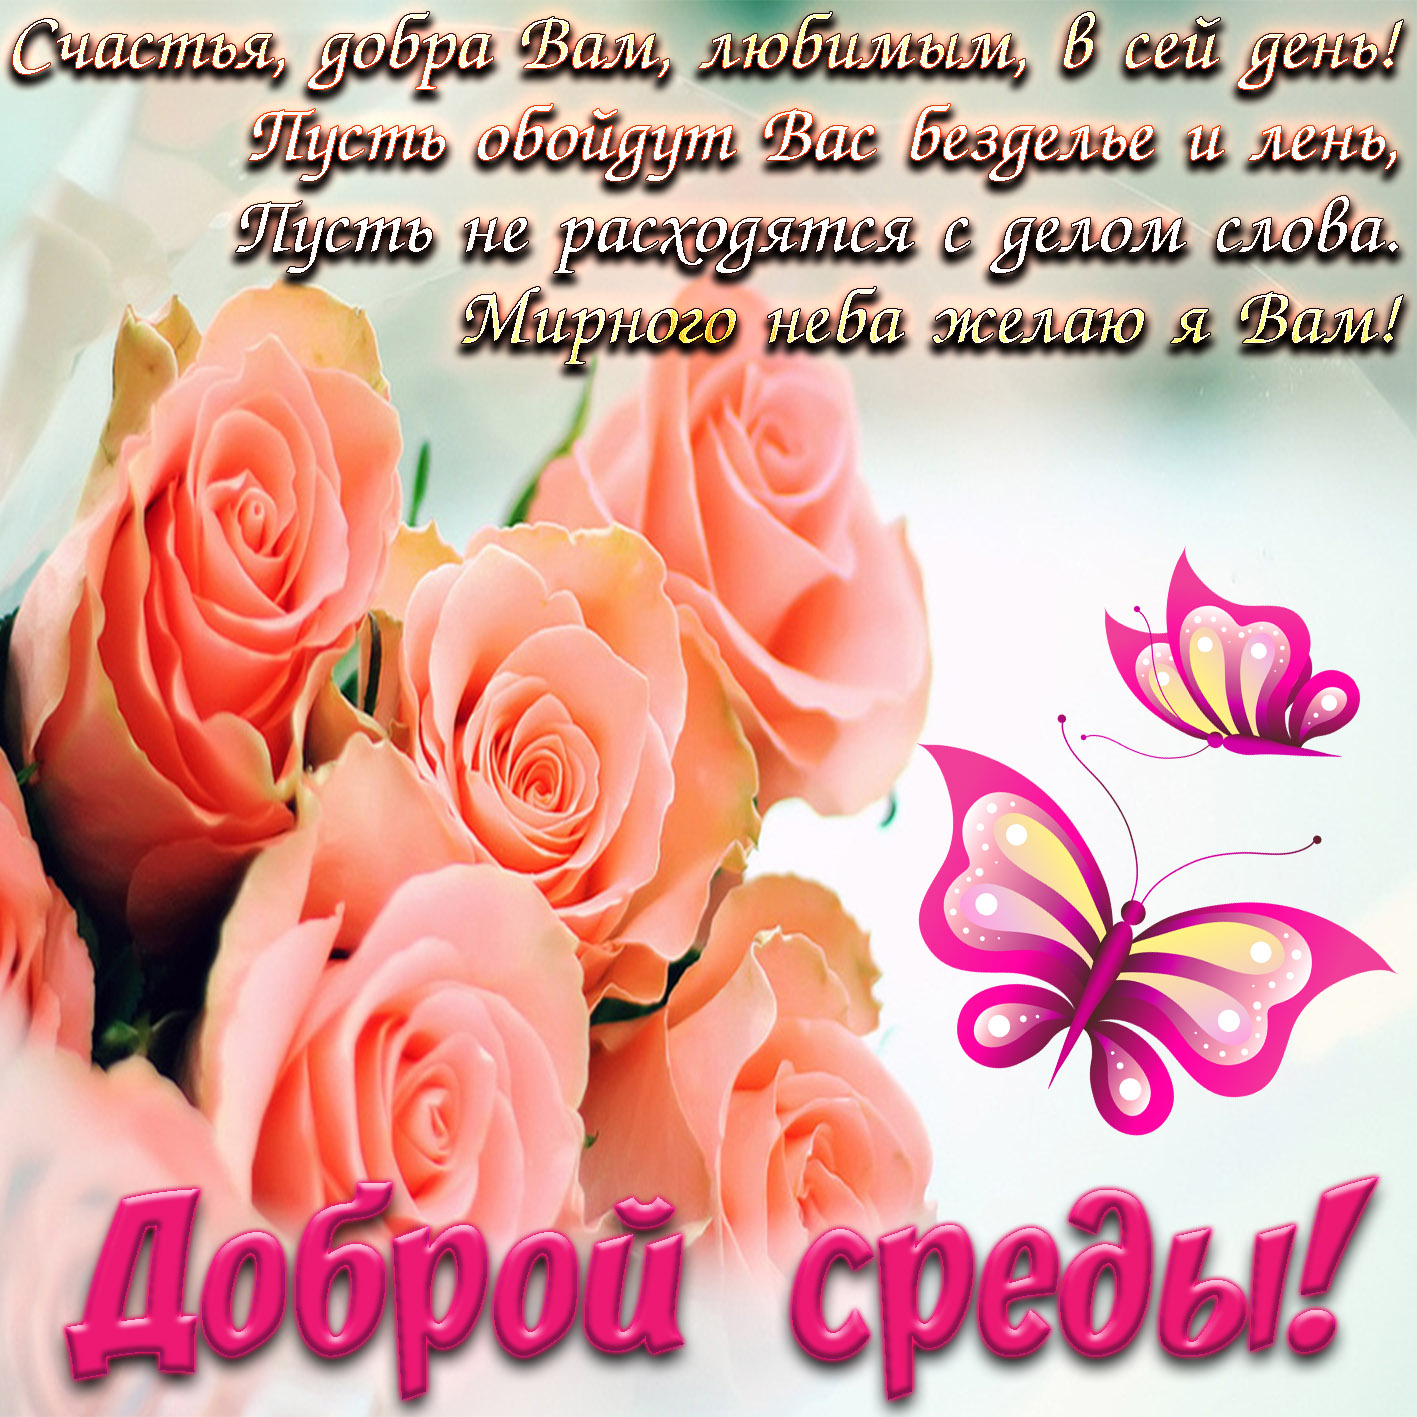 Счастья, добра Вам, любимым, в сей день!
Пусть обойдут Вас безделье и лень,
Пусть не расходятся с делом слова.
Мирного неба желаю я Вам!
Доброй среды!